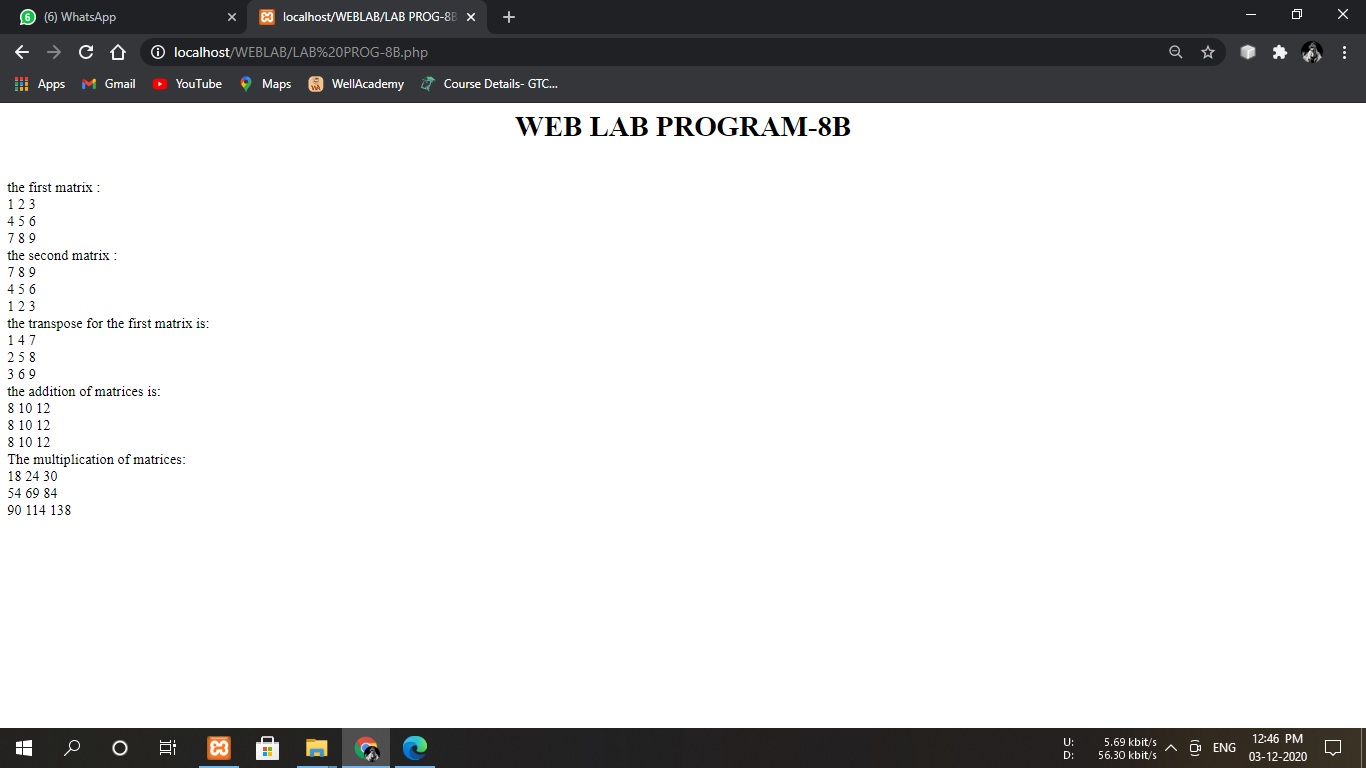 (6) WhatsApp
localhost/WEBLAB/LAB PROG-8B
localhost/WEBLAB/LAB%20PROG-8B.php
Apps Gmail YouTube Maps WellAcademy Course Details- GTC...
WEB LAB PROGRAM-8B
the first matrix :
1 2 3
4 5 6
7 8 9
the second matrix :
7 8 9
4 5 6
1 2 3
the transpose for the first matrix is:
1 4 7
2 5 8
3 6 9
the addition of matrices is:
8 10 12
8 10 12
8 10 12
The multiplication of matrices:
18 24 30
54 69 84
90 114 138
U: 5.69 kbit/s
D: 56.30 kbit/s
ENG
12:46 PM
03-12-2020